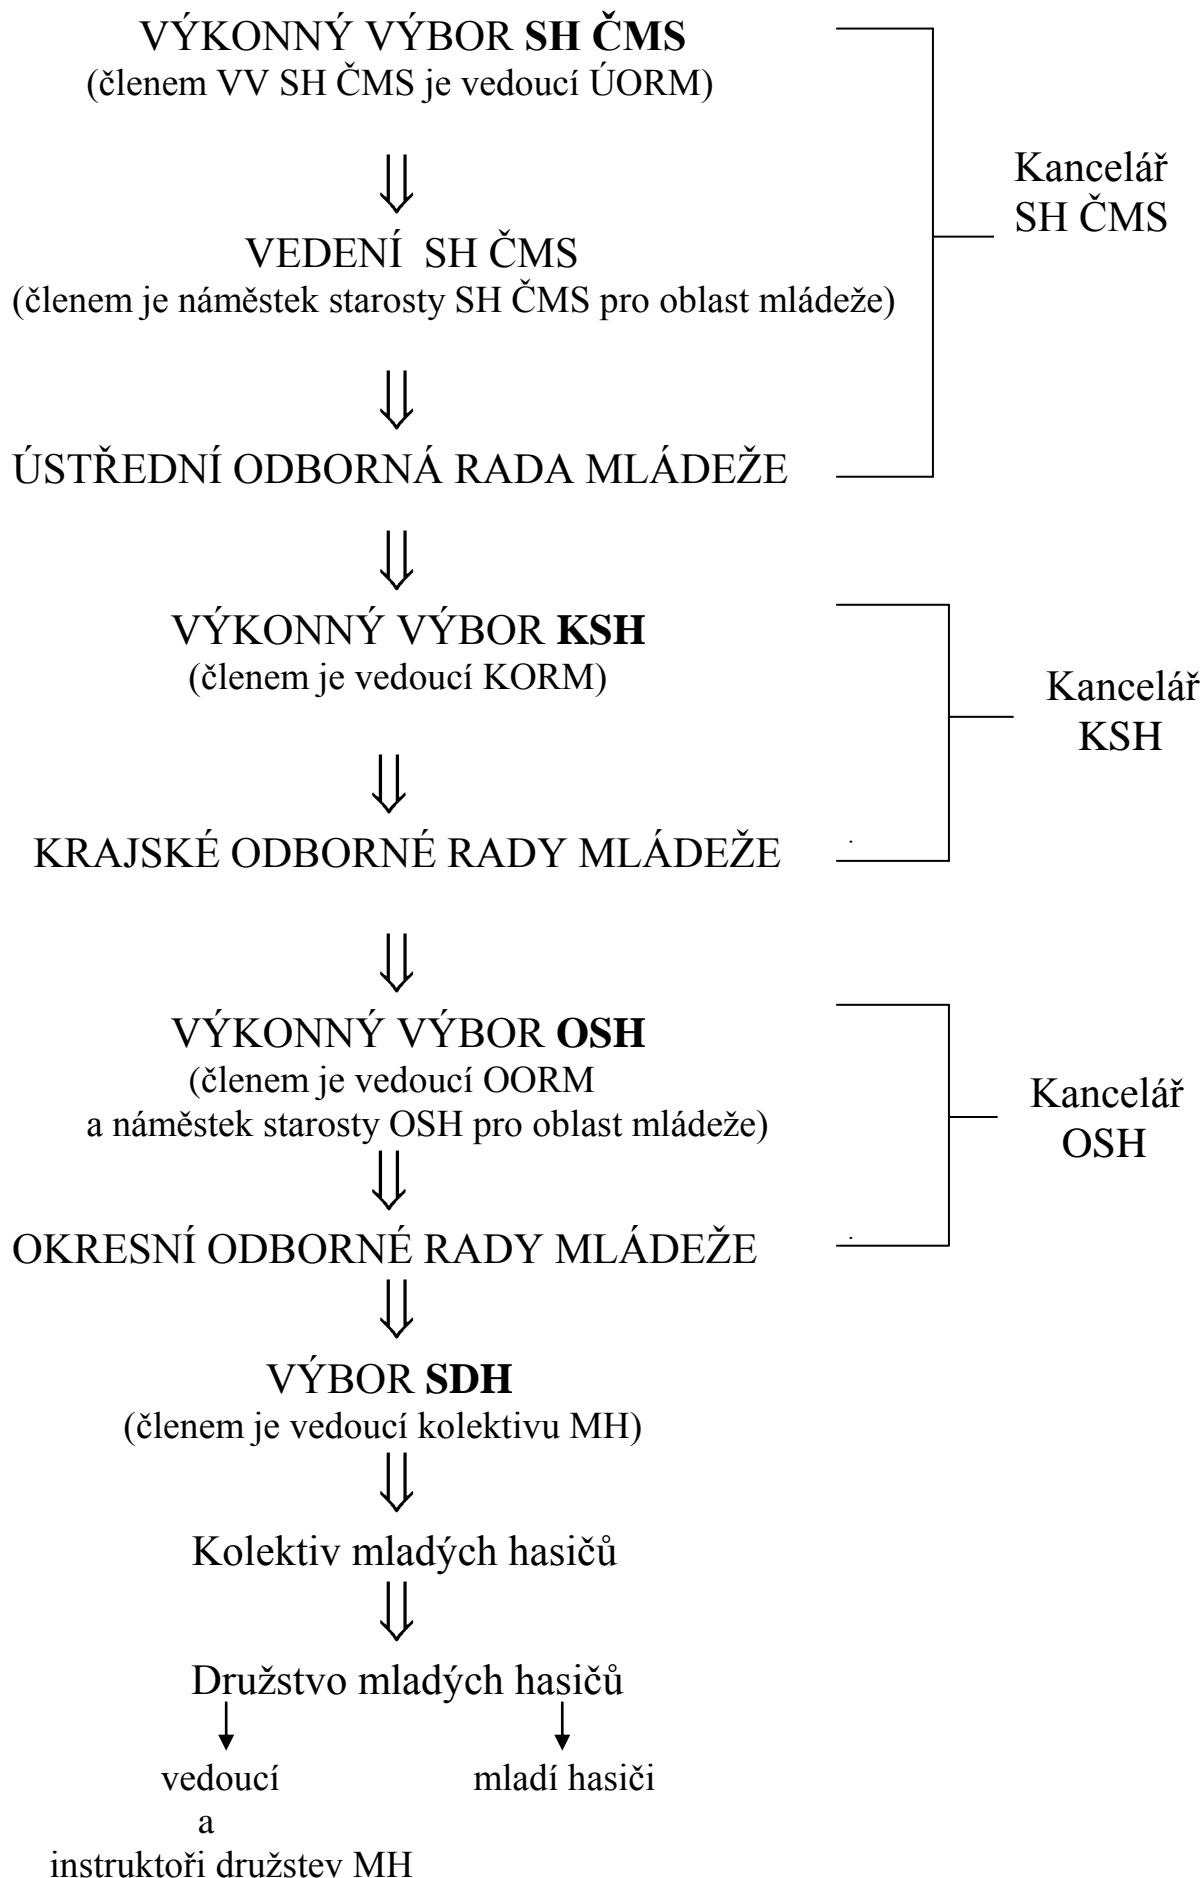 VÝKONNÝ VÝBOR SH ČMS
(členem VV SH ČMS je vedoucí ÚORM)
Kancelář
SH ČMS
VEDENÍ SH ČMS
(členem je náměstek starosty SH ČMS pro oblast mládeže)
ÚSTŘEDNÍ ODBORNÁ RADA MLÁDEŽE
VÝKONNÝ VÝBOR KSH
(členem je vedoucí KORM)
Kancelář
KSH
KRAJSKÉ ODBORNÉ RADY MLÁDEŽE
VÝKONNÝ VÝBOR OSH
(členem je vedoucí OORM
a náměstek starosty OSH pro oblast mládeže)
Kancelář
OSH
OKRESNÍ ODBORNÉ RADY MLÁDEŽE
VÝBOR SDH
(členem je vedoucí kolektivu MH)
Kolektiv mladých hasičů
Družstvo mladých hasičů
vedoucí
a
instruktoři družstev MH
mladí hasiči